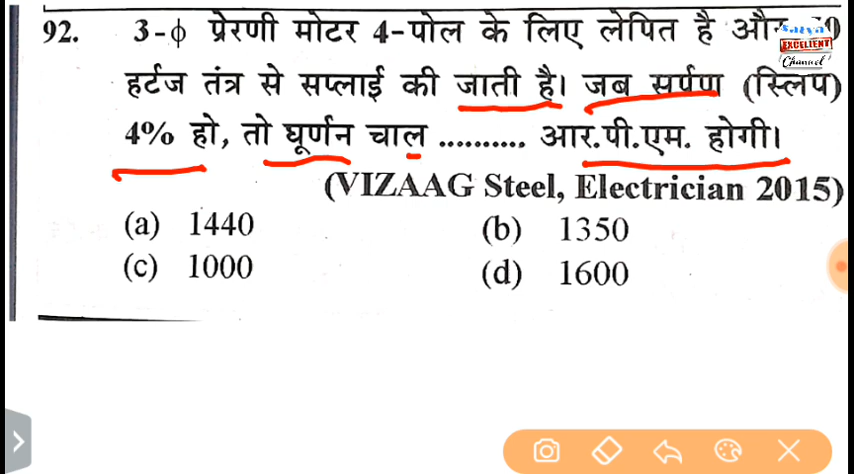 92. 3-ϕ प्रेरणी मोटर 4-पोल के लिए लेपित है और
हर्टज तंत्र से सप्लाई की जाती है। जब सर्पण (स्लिप)
4% हो, तो घूर्णन चाल ........... आर.पी.एम. होगी।
(VIZAAG Steel, Electrician 2015)
(a) 1440 (b) 1350
(c) 1000 (d) 1600
EXCELIENT
Channel